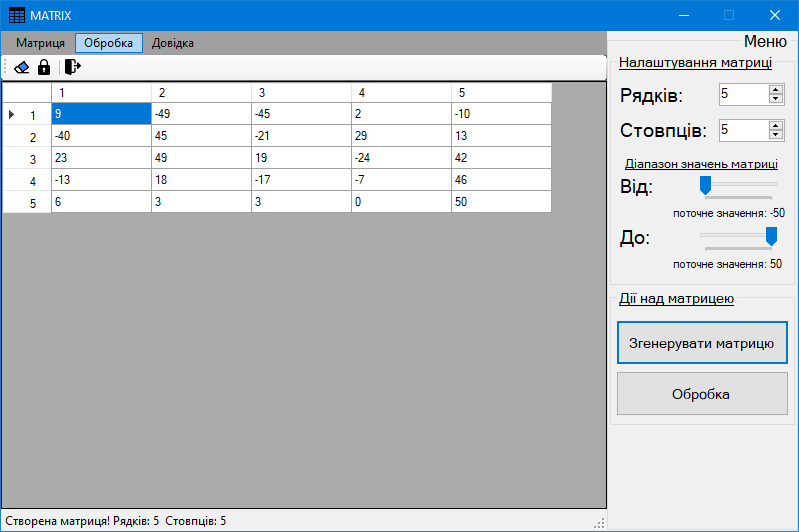 MATRIX
Матриця Обробка Довідка
1 2 3 4 5
1 9 -49 -45 2 -10
2 -40 45 -21 29 13
3 23 49 19 -24 42
4 -13 18 -17 -7 46
5 6 3 3 0 50
Меню
Налаштування матриці
Рядків: 5
Стовпців: 5
Діапазон значень матриці
Від:
поточне значення: -50
До:
поточне значення: 50
Дії над матрицею
Згенерувати матрицю
Обробка
Створена матриця! Рядків: 5 Стовпців: 5